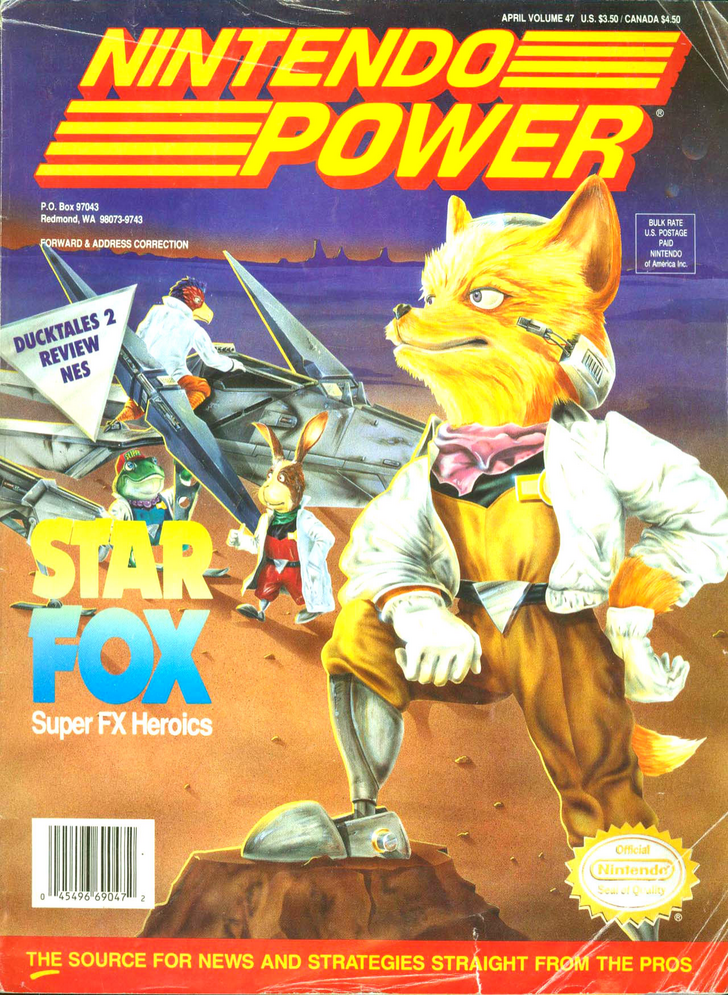 APRIL VOLUME 47 U.S. $3.50 / CANADA $4.50
NINTENDO
POWER
®
P.O. Box 97043
Redmond, WA 98073-9743
FORWARD & ADDRESS CORRECTION
BULK RATE
U.S. POSTAGE
PAID
NINTENDO
of America Inc.
DUCKTALES 2
REVIEW
NES
STAR
FOX
Super FX Heroics
0 45496 69047 2
Official
Nintendo
Seal of Quality
®
THE SOURCE FOR NEWS AND STRATEGIES STRAIGHT FROM THE PROS